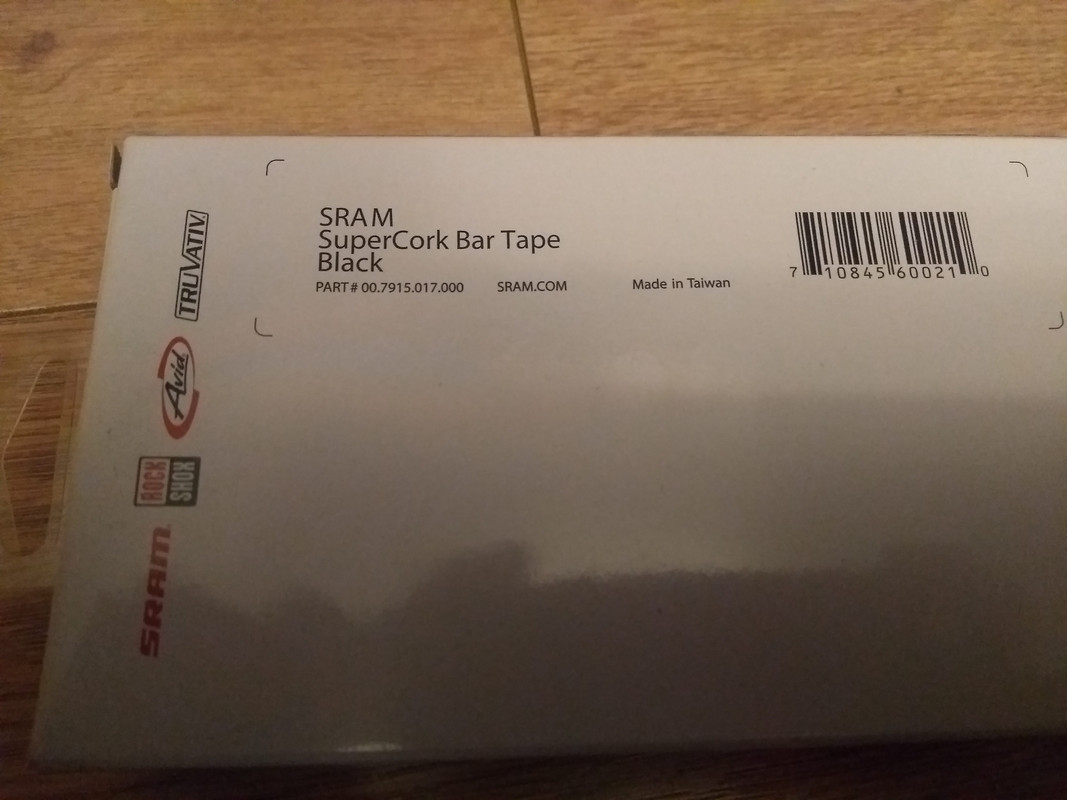 SRAM
SuperCork Bar Tape
Black
PART# 00.7915.017.000 SRAM.COM Made in Taiwan
7 10845 60021 0
TRUVATIV
Avid
ROCK
SHOX
SRAM